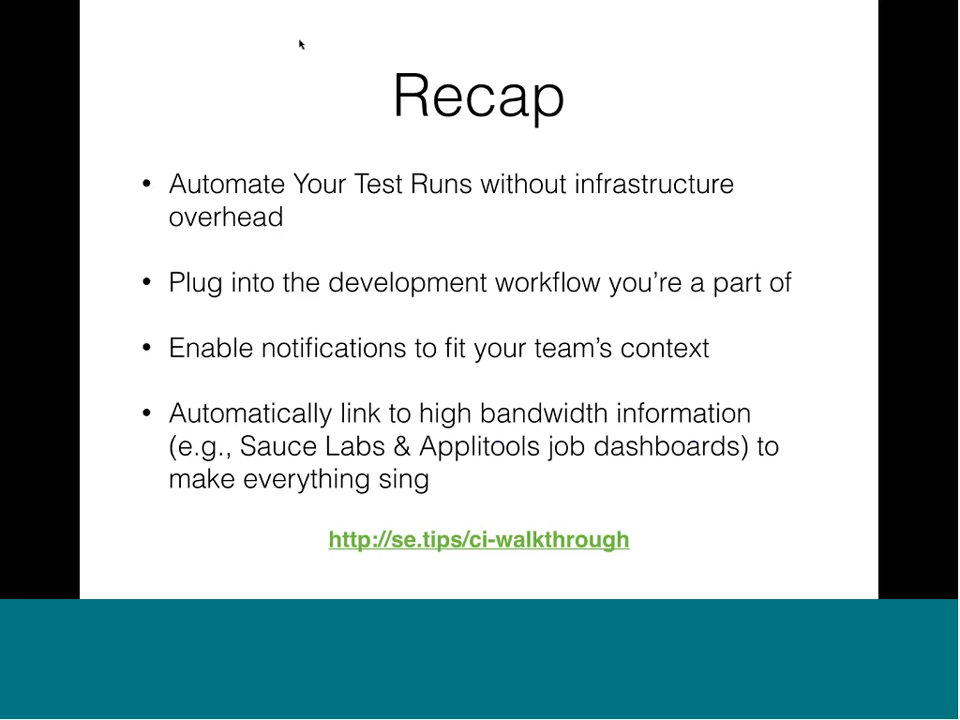 Recap
• Automate Your Test Runs without infrastructure
overhead
• Plug into the development workflow you’re a part of
• Enable notifications to fit your team’s context
• Automatically link to high bandwidth information
(e.g., Sauce Labs & Applitools job dashboards) to
make everything sing
http://se.tips/ci-walkthrough